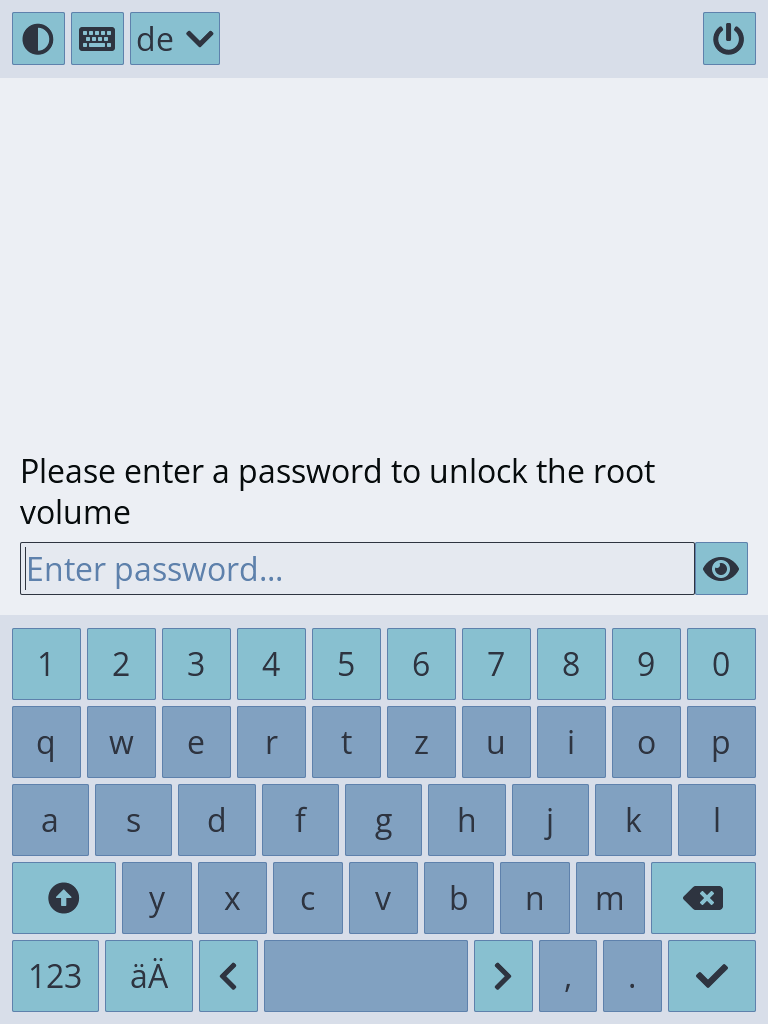 de
Please enter a password to unlock the root
volume
Enter password...
1 2 3 4 5 6 7 8 9 0
q w e r t z u i o p
a s d f g h j k l
y x c v b n m
123 äÄ , .